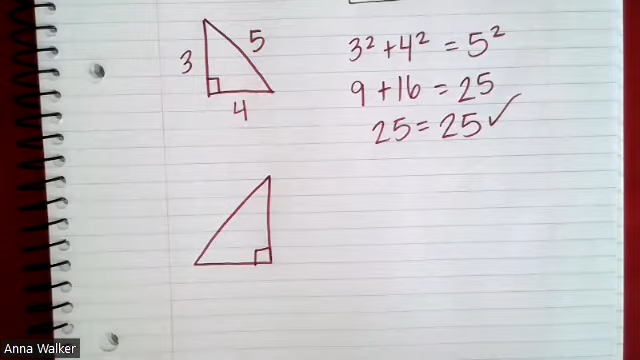 3
5
4
3² + 4² = 5²
9 + 16 = 25
25 = 25 ✓
Anna Walker